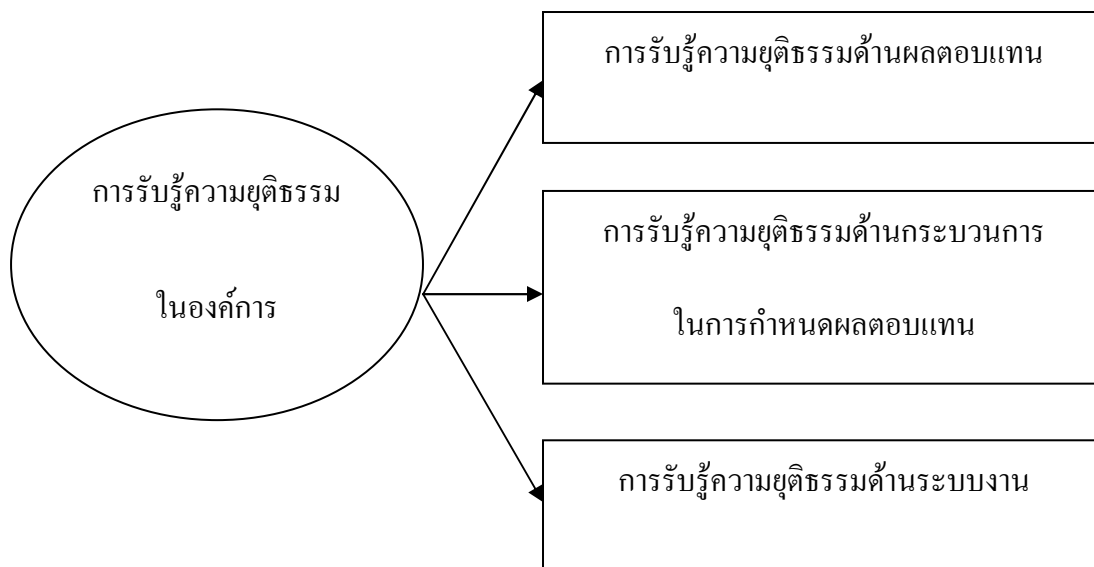 การรับรู้ความยุติธรรม
ในองค์การ
การรับรู้ความยุติธรรมด้านผลตอบแทน
การรับรู้ความยุติธรรมด้านกระบวนการ
ในการกำหนดผลตอบแทน
การรับรู้ความยุติธรรมด้านระบบงาน